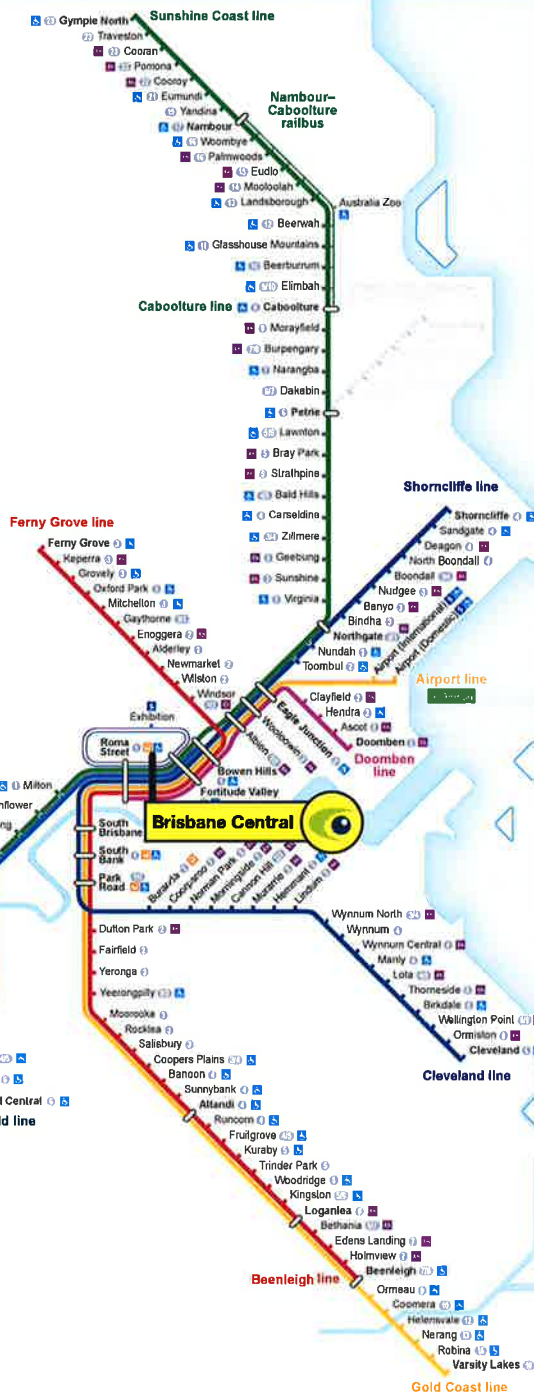 Sunshine Coast line
Gympie North
Traveston
Cooran
Pomona
Cooroy
Eumundi
Yandina
Nambour
Nambour–
Caboolture
railbus
Woombye
Palmwoods
Eudlo
Mooloolah
Landsborough
Australia Zoo
Beerwah
Glasshouse Mountains
Beerburrum
Elimbah
Caboolture line
Caboolture
Morayfield
Burpengary
Narangba
Dakabin
Petrie
Lawnton
Bray Park
Strathpine
Bald Hills
Carseldine
Zillmere
Geebung
Sunshine
Virginia
Shorncliffe line
Shorncliffe
Sandgate
Deagon
North Boondall
Boondall
Nudgee
Banyo
Bindha
Northgate
Nundah
Toombul
Airport (International)
Airport (Domestic)
Airport line
Ferny Grove line
Ferny Grove
Keperra
Grovely
Oxford Park
Mitchelton
Gaythorne
Enoggera
Alderley
Newmarket
Wilston
Windsor
Exhibition
Clayfield
Hendra
Ascot
Doomben
Doomben
line
Eagle Junction
Wooloowin
Albion
Bowen Hills
Fortitude Valley
Roma
Street
Brisbane Central
Milton
nflower
ng
South
Brisbane
South
Bank
Park
Road
Buranda
Coorparoo
Norman Park
Morningside
Cannon Hill
Murarrie
Hemmant
Lindum
Wynnum North
Wynnum
Wynnum Central
Manly
Lota
Thorneside
Birkdale
Wellington Point
Ormiston
Cleveland
Cleveland line
Dutton Park
Fairfield
Yeronga
Yeerongpilly
Moorooka
Rocklea
Salisbury
Coopers Plains
Banoon
Sunnybank
Altandi
Runcorn
Fruitgrove
Kuraby
Trinder Park
Woodridge
Kingston
Loganlea
Bethania
Edens Landing
Holmview
Beenleigh
Beenleigh line
l Central
ld line
Ormeau
Coomera
Helensvale
Nerang
Robina
Varsity Lakes
Gold Coast line